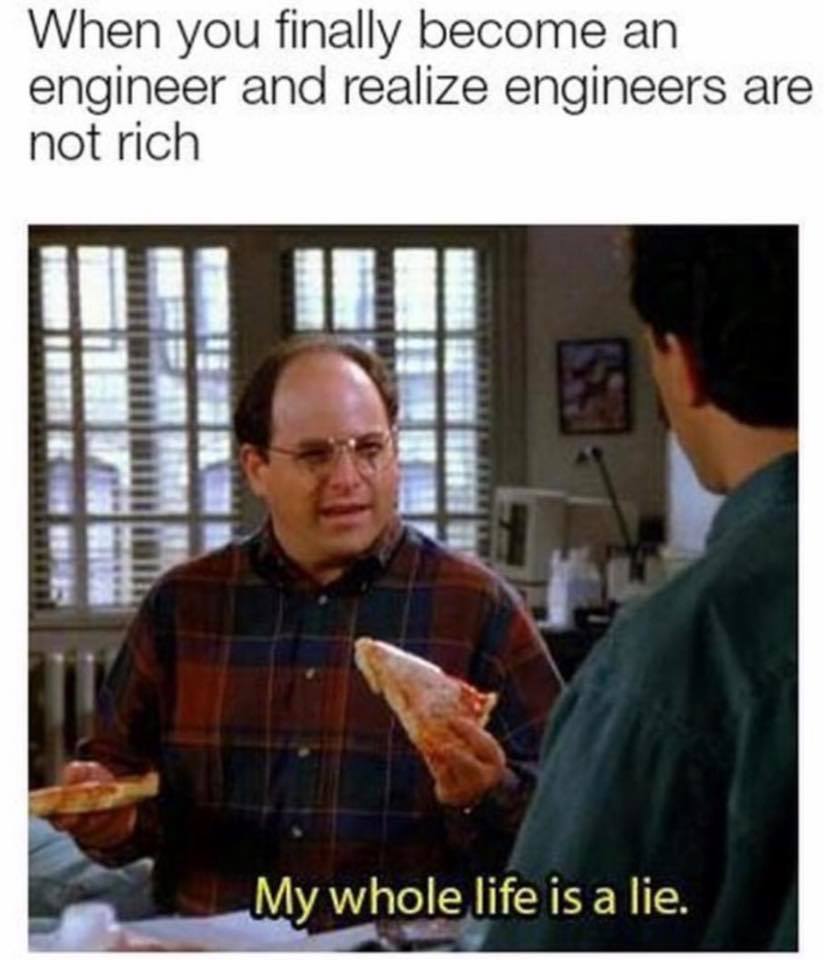 When you finally become an
engineer and realize engineers are
not rich
My whole life is a lie.